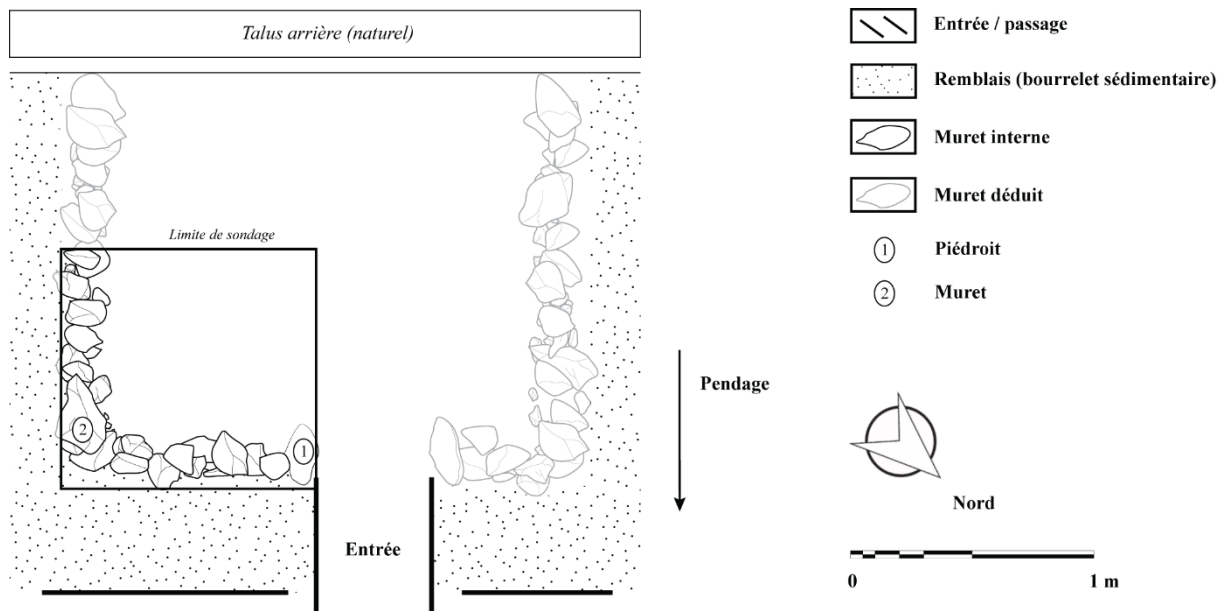 Talus arrière (naturel)
Limite de sondage
2
1
Entrée
Pendage
Entrée / passage
Remblais (bourrelet sédimentaire)
Muret interne
Muret déduit
1 Piédroit
2 Muret
Nord
0 1 m